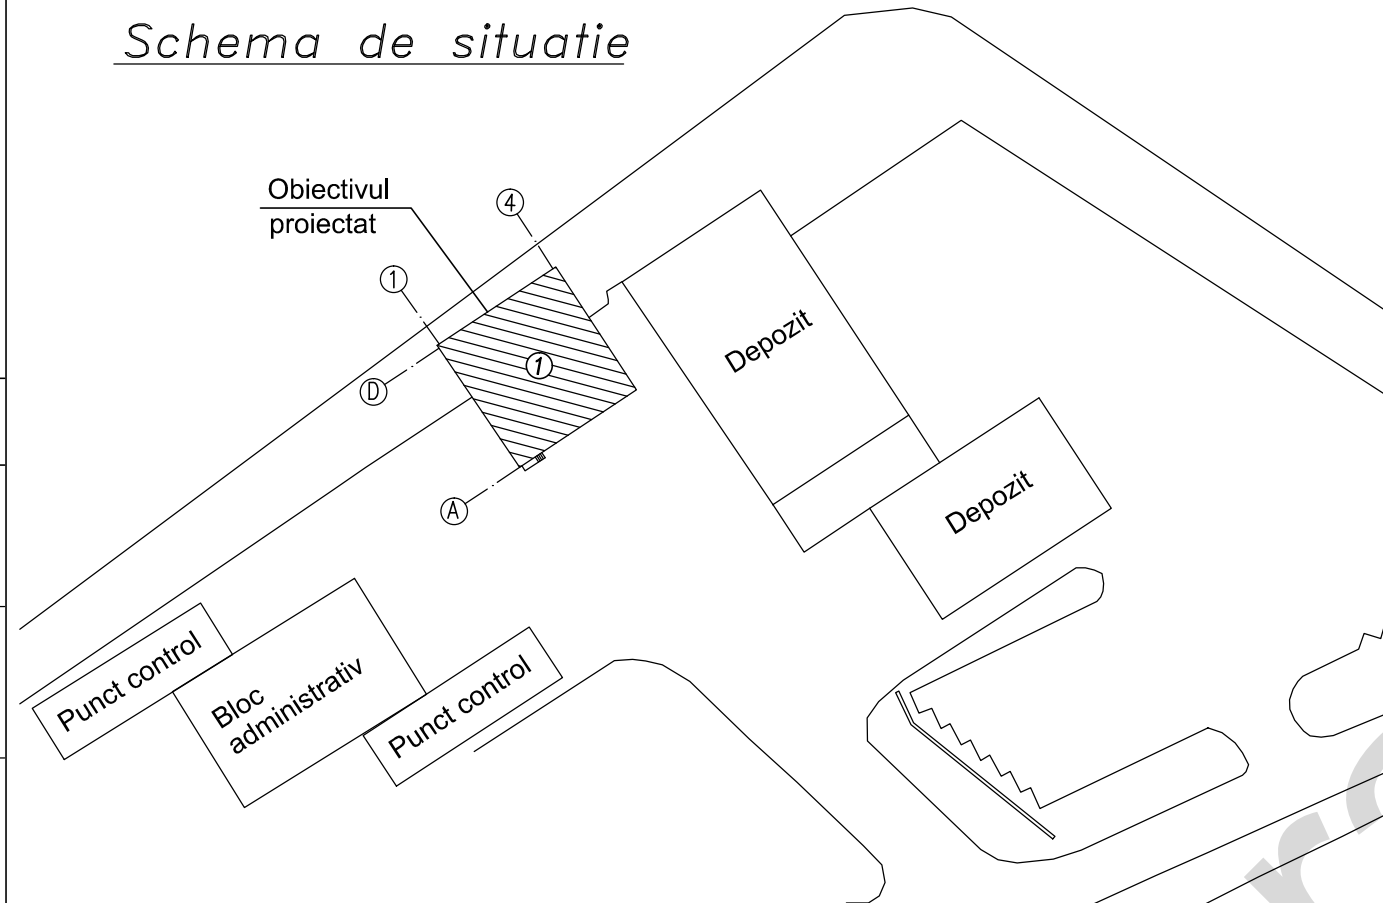 Schema de situatie
Obiectivul
proiectat
4
1
1
D
A
Depozit
Depozit
Punct control
Bloc
administrativ
Punct control